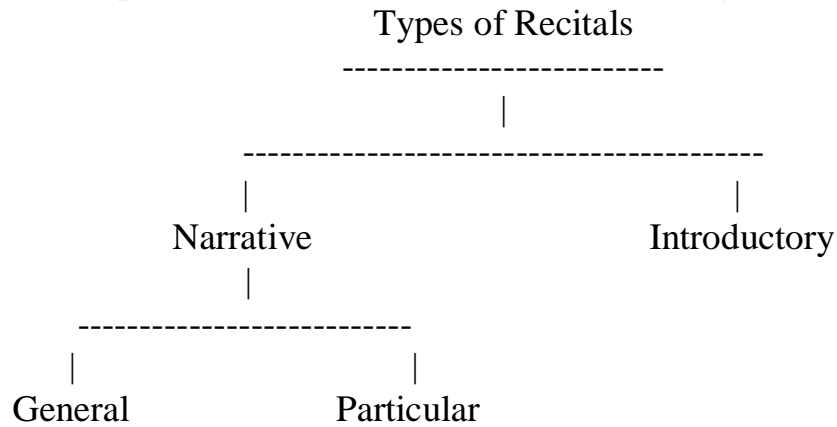 Types of Recitals
--------------------------
|
------------------------------------------
| |
Narrative Introductory
|
---------------------------
| |
General Particular